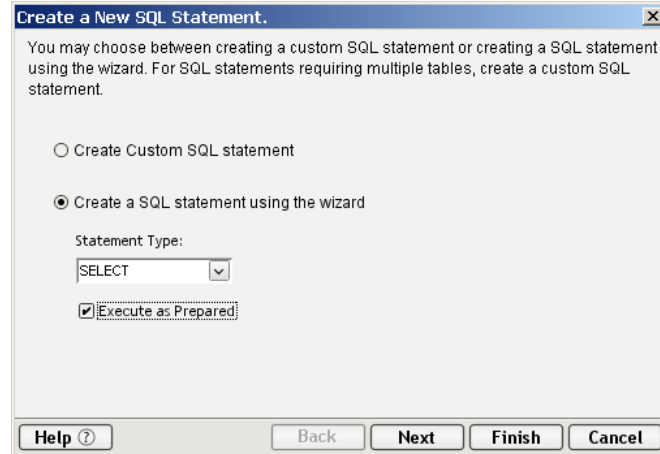 Create a New SQL Statement.
You may choose between creating a custom SQL statement or creating a SQL statement
using the wizard. For SQL statements requiring multiple tables, create a custom SQL
statement.
Create Custom SQL statement
Create a SQL statement using the wizard
Statement Type:
SELECT
Execute as Prepared
Help ? Back Next Finish Cancel